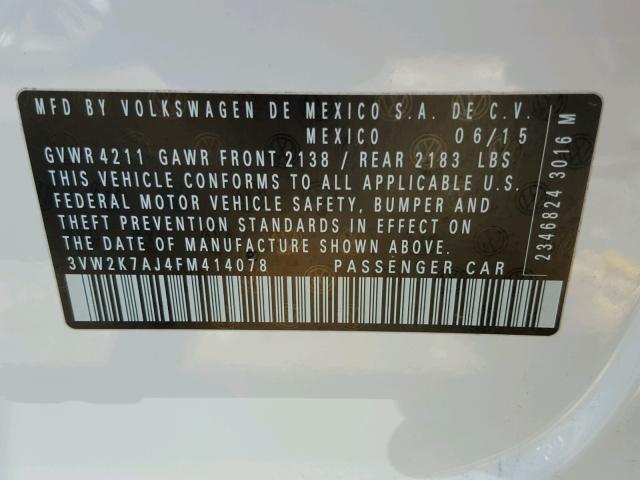 MFD BY VOLKSWAGEN DE MEXICO S.A. DE C.V.
MEXICO 06/15
GVWR 4211 GAWR FRONT 2138 / REAR 2183 LBS
THIS VEHICLE CONFORMS TO ALL APPLICABLE U.S.
FEDERAL MOTOR VEHICLE SAFETY, BUMPER AND
THEFT PREVENTION STANDARDS IN EFFECT ON
THE DATE OF MANUFACTURE SHOWN ABOVE.
3VW2K7AJ4FM414078 PASSENGER CAR
2346824 3016 M